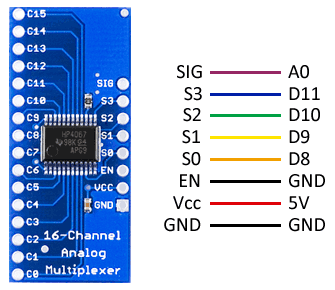 C15
C14
C13
C12
C11
C10
C9
C8
C7
C6
C5
C4
C3
C2
C1
C0
SIG
S3
S2
S1
S0
EN
VCC
GND
HP4067
58K
AP09
16-Channel
Analog
Multiplexer
SIG A0
S3 D11
S2 D10
S1 D9
S0 D8
EN GND
Vcc 5V
GND GND